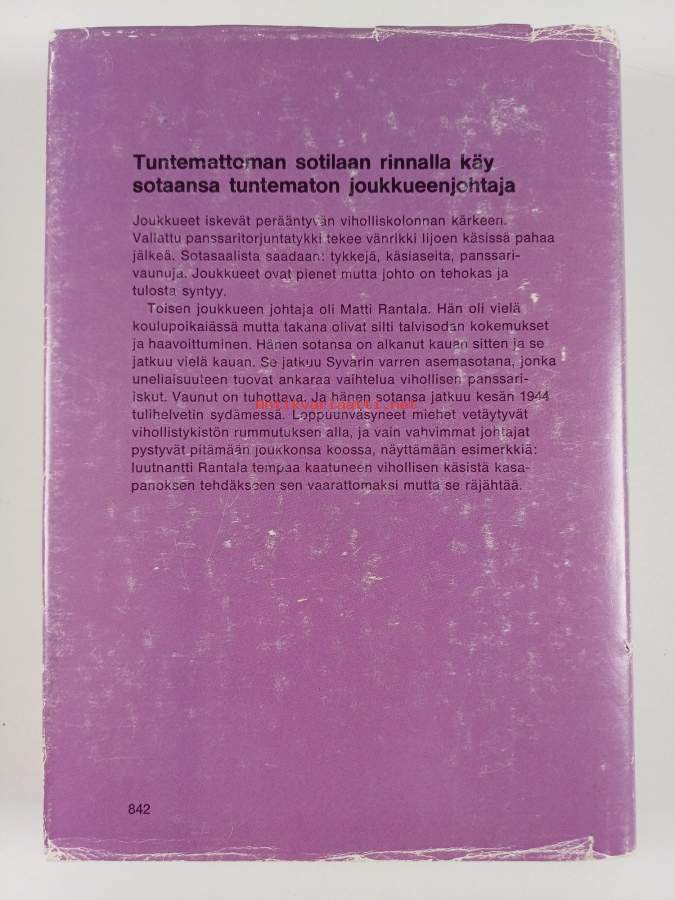 Tuntemattoman sotilaan rinnalla käy
sotaansa tuntematon joukkueenjohtaja
Joukkueet iskevät perääntyvän viholliskolonnan kärkeen.
Vallattu panssaritorjuntatykki tekee vänrikki Iijoen käsissä pahaa
jälkeä. Sotasaalista saadaan: tykkejä, käsiaseita, panssari-
vaunuja. Joukkueet ovat pienet mutta johto on tehokas ja
tulosta syntyy.
Toisen joukkueen johtaja oli Matti Rantala. Hän oli vielä
koulupoikaiässä mutta takana olivat silti talvisodan kokemukset
ja haavoittuminen. Hänen sotansa on alkanut kauan sitten ja se
jatkuu vielä kauan. Se jatkuu Syvärin varren asemasotana, jonka
uneliaisuuteen tuovat ankaraa vaihtelua vihollisen panssari-
iskut. Vaunut on tuhottava. Ja hänen sotansa jatkuu kesän 1944
Antikvariaatti.net
tulihelvetin sydämessä. Loppuunväsyneet miehet vetäytyvät
vihollistykistön rummutuksen alla, ja vain vahvimmat johtajat
pystyvät pitämään joukkonsa koossa, näyttämään esimerkkiä:
luutnantti Rantala tempaa kaatuneen vihollisen käsistä kasa-
panoksen tehdäkseen sen vaarattomaksi mutta se räjähtää.
842